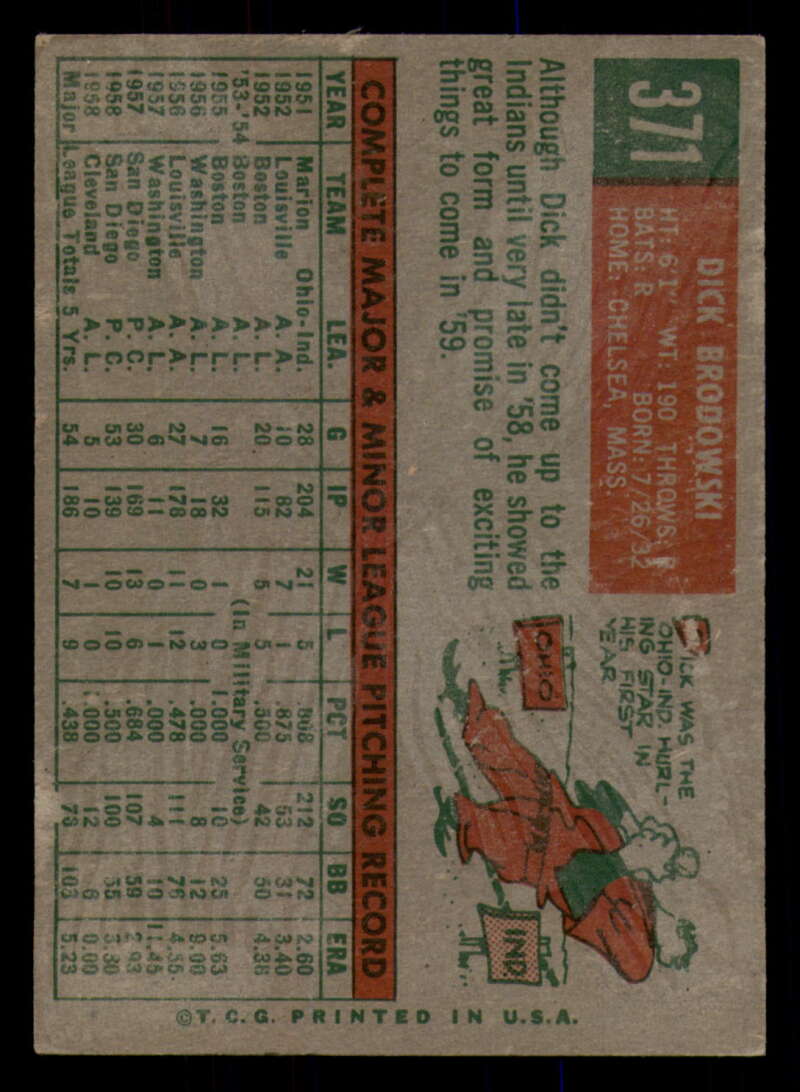 371
DICK BRODOWSKI
HT: 6'1" WT: 190 THROWS: R
BATS: R BORN: 7/26/32
HOME: CHELSEA, MASS.
Although Dick didn't come up to the
Indians until very late in '58, he showed
great form and promise of exciting
things to come in '59.
DICK WAS THE
OHIO-IND. HURL-
ING STAR IN
HIS FIRST
YEAR
OHIO
IND
COMPLETE MAJOR & MINOR LEAGUE PITCHING RECORD
YEAR TEAM LEA. G IP W L PCT SO BB ERA
1951 Marion Ohio-Ind. 28 204 21 5 .808 212 72 2.60
1952 Louisville A. A. 10 82 7 1 .875 53 31 3.40
1952 Boston A. L. 20 115 5 5 .500 42 50 4.38
'53-'54 Boston A. L. (In Military Service)
1955 Boston A. L. 16 32 1 0 1.000 10 25 5.63
1956 Washington A. L. 7 18 0 3 .000 8 12 9.00
1956 Louisville A. A. 27 178 11 12 .478 111 76 4.55
1957 Washington A. L. 6 11 0 1 .000 4 10 11.45
1957 San Diego P. C. 30 169 13 6 .684 107 59 2.93
1958 San Diego P. C. 53 139 10 10 .500 100 55 3.30
1958 Cleveland A. L. 5 10 1 0 1.000 12 6 0.00
Major League Totals 5 Yrs. 54 186 7 9 .438 76 103 5.23
©T. C. G. PRINTED IN U.S.A.